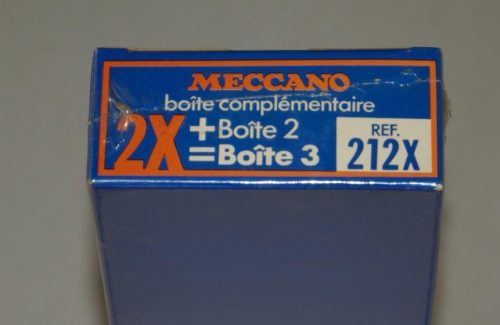 MECCANO
boîte complémentaire
2X + Boîte 2
= Boîte 3
REF.
212X